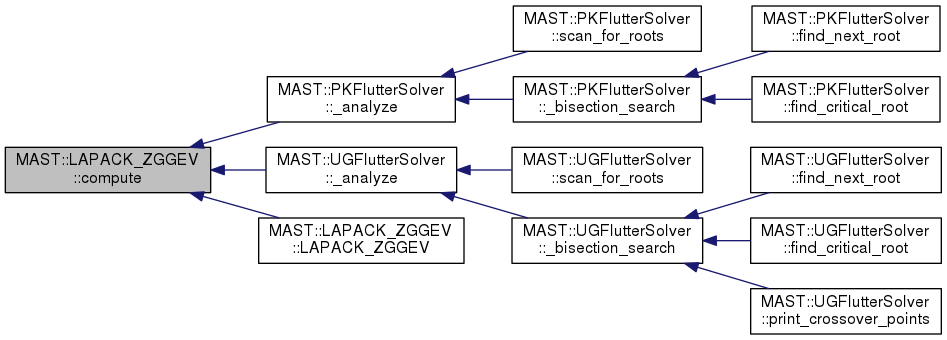 MAST::PKFlutterSolver
::scan_for_roots
MAST::PKFlutterSolver
::find_next_root
MAST::PKFlutterSolver
::_analyze
MAST::PKFlutterSolver
::_bisection_search
MAST::PKFlutterSolver
::find_critical_root
MAST::LAPACK_ZGGEV
::compute
MAST::UGFlutterSolver
::_analyze
MAST::UGFlutterSolver
::scan_for_roots
MAST::UGFlutterSolver
::find_next_root
MAST::LAPACK_ZGGEV
::LAPACK_ZGGEV
MAST::UGFlutterSolver
::_bisection_search
MAST::UGFlutterSolver
::find_critical_root
MAST::UGFlutterSolver
::print_crossover_points